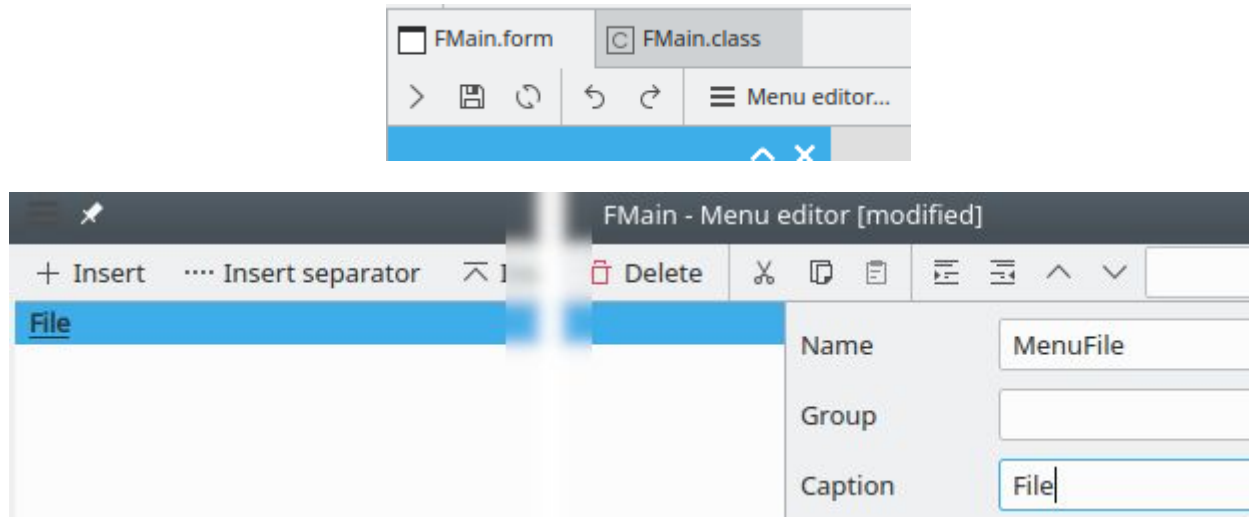 FMain.form C FMain.class
Menu editor...
FMain - Menu editor [modified]
+ Insert Insert separator Delete
File
Name MenuFile
Group
Caption File